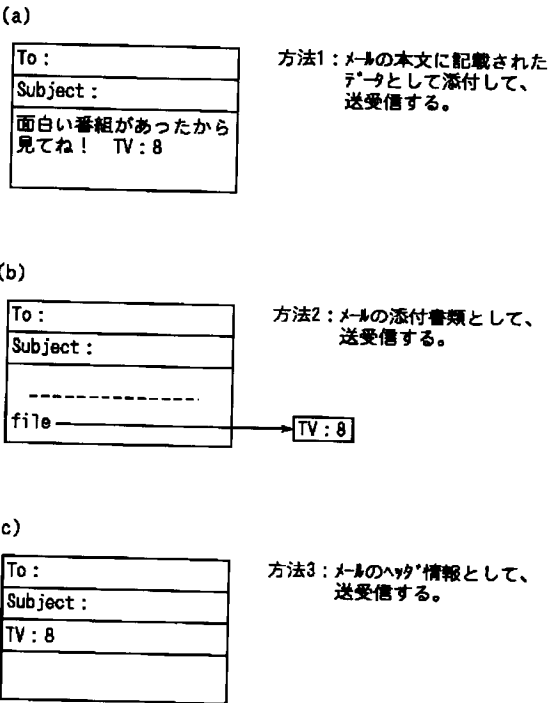 (a)
To：
Subject：
面白い番組があったから
見てね！ TV：8
方法1：ﾒｰﾙの本文に記載された
ﾃﾞｰﾀとして添付して、
送受信する。
(b)
To：
Subject：
file
TV：8
方法2：ﾒｰﾙの添付書類として、
送受信する。
c)
To：
Subject：
TV：8
方法3：ﾒｰﾙのﾍｯﾀﾞ情報として、
送受信する。